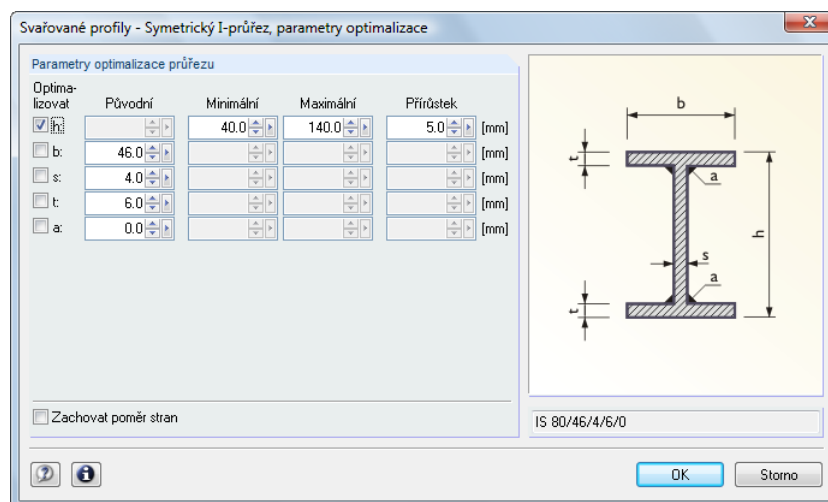 Svařované profily - Symetrický I-průřez, parametry optimalizace
Parametry optimalizace průřezu
Optima-
lizovat Původní Minimální Maximální Přírůstek
h: 40.0 140.0 5.0 [mm]
b: 46.0 [mm]
s: 4.0 [mm]
t: 6.0 [mm]
a: 0.0 [mm]
Zachovat poměr stran
b
t
a
h
s
a
t
IS 80/46/4/6/0
OK Storno